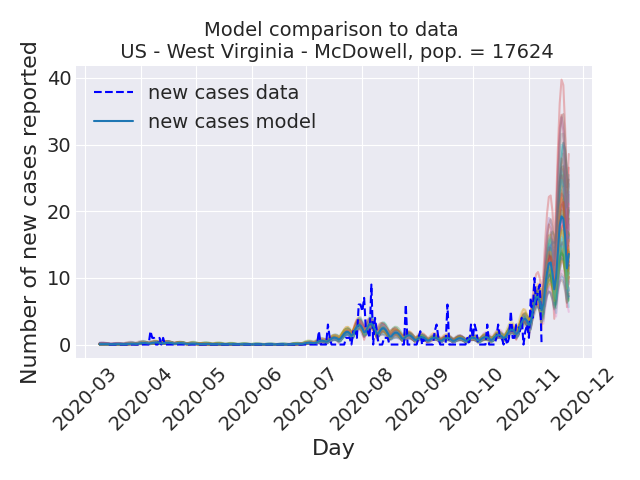 Model comparison to data
US - West Virginia - McDowell, pop. = 17624
Number of new cases reported
40
30
20
10
0
new cases data
new cases model
2020-03
2020-04
2020-05
2020-06
2020-07
2020-08
2020-09
2020-10
2020-11
2020-12
Day